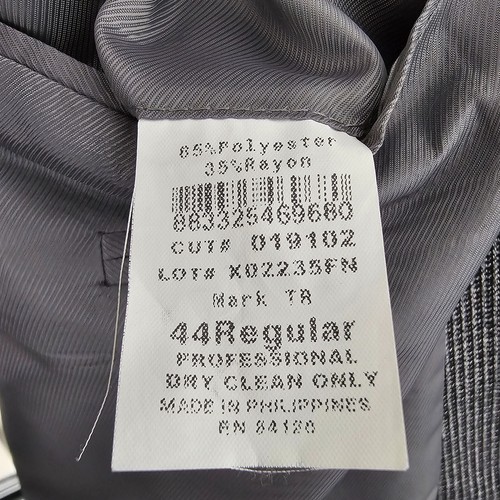 65%Polyester
35%Rayon
083325469680
CUT# 019102
LOT# X02235FN
Mark TR
44Regular
PROFESSIONAL
DRY CLEAN ONLY
MADE IN PHILIPPINES
RN 84120